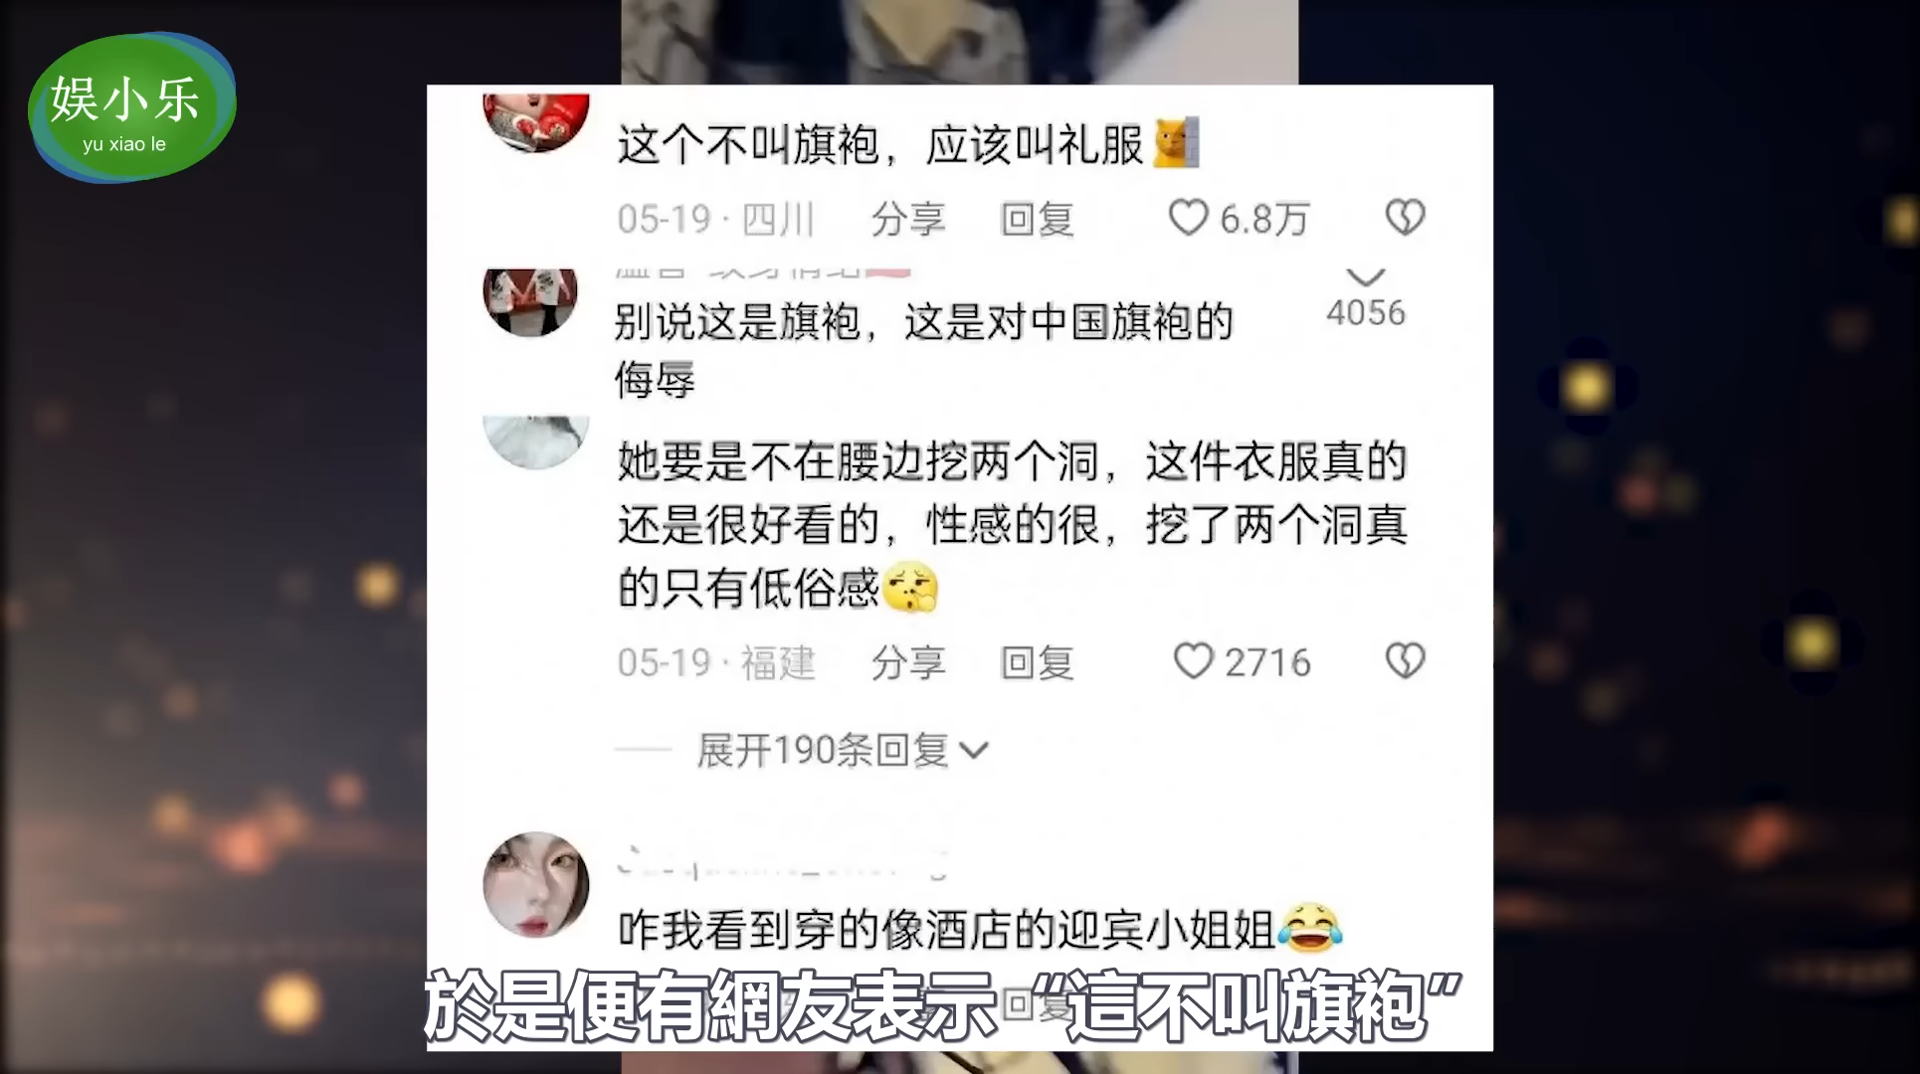 娱小乐
yu xiao le
这个不叫旗袍，应该叫礼服
05-19 · 四川 分享 回复 6.8万
别说这是旗袍，这是对中国旗袍的 4056
侮辱
她要是不在腰边挖两个洞，这件衣服真的
还是很好看的，性感的很，挖了两个洞真
的只有低俗感
05-19 · 福建 分享 回复 2716
展开190条回复
咋我看到穿的像酒店的迎宾小姐姐
回复
於是便有網友表示“這不叫旗袍”